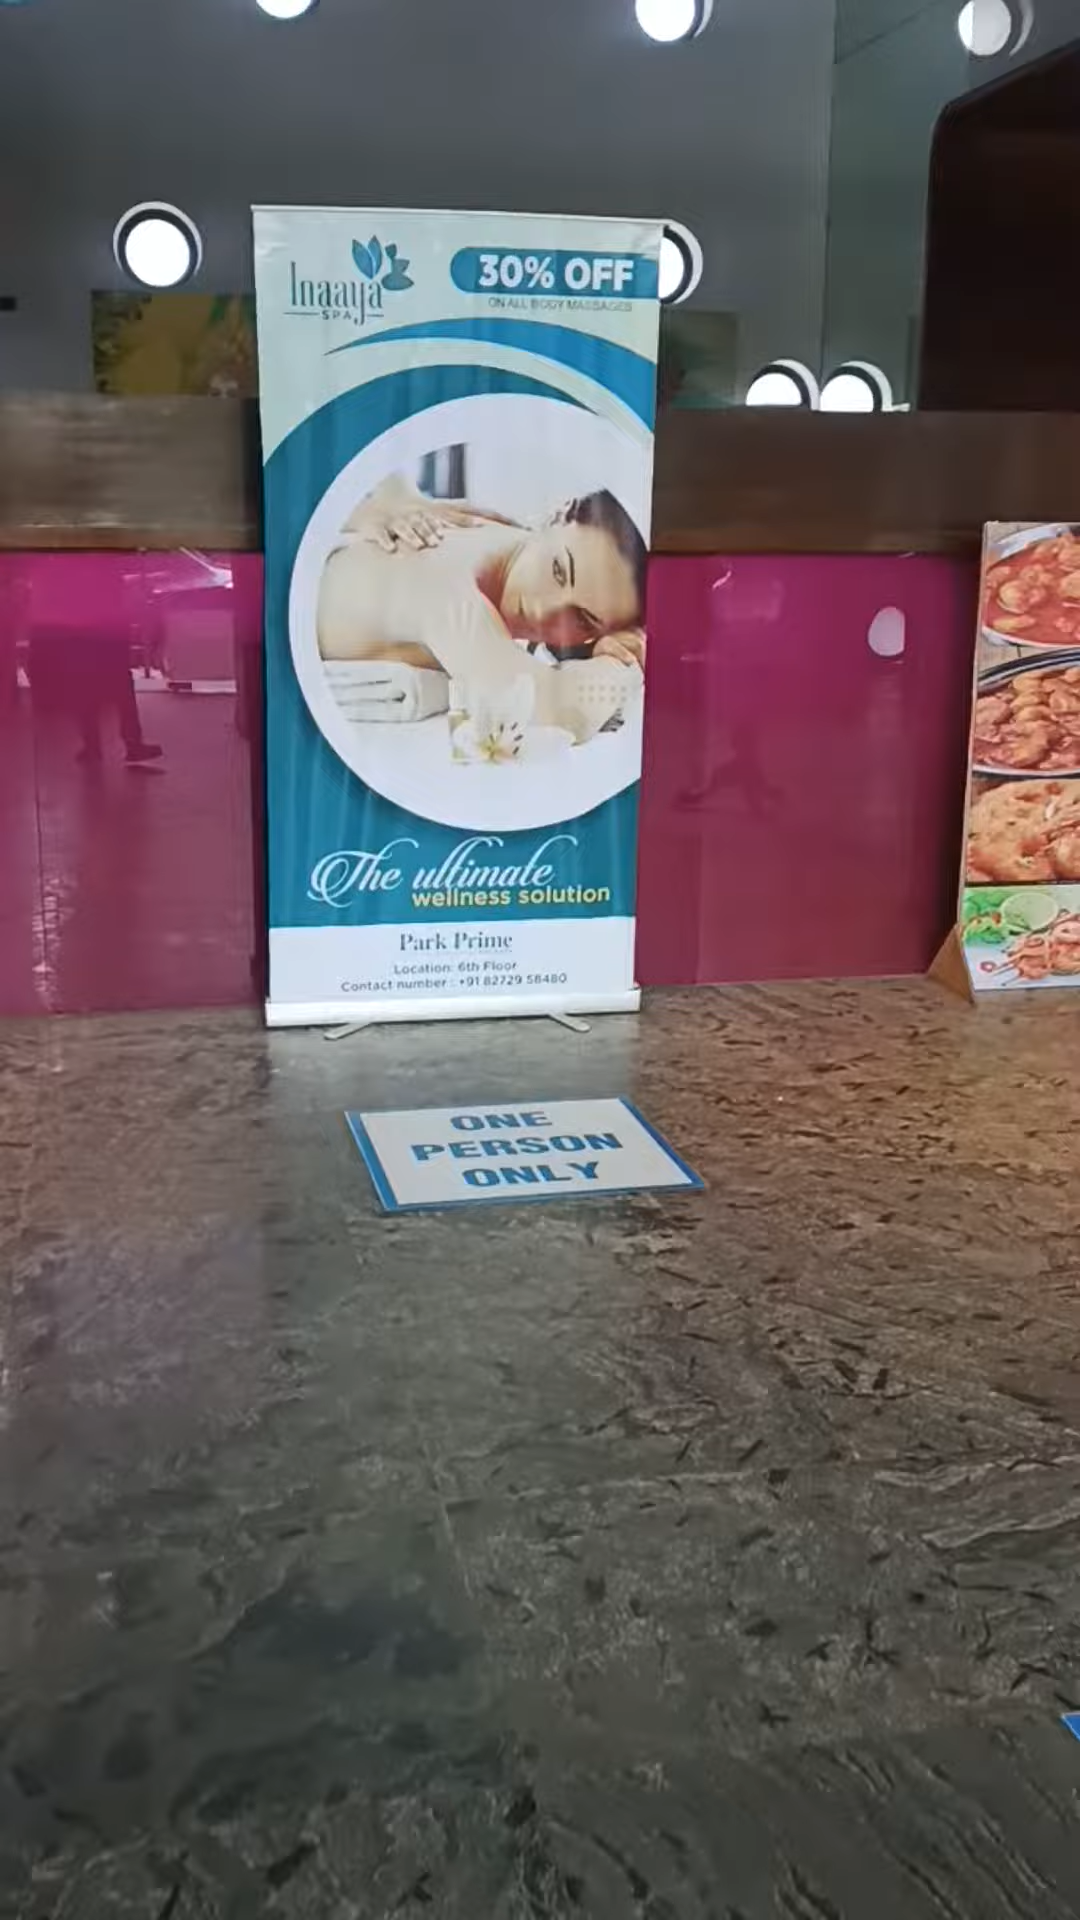 Inaaya
SPA
30% OFF
ON ALL BODY MASSAGES
The ultimate
wellness solution
Park Prime
Location: 6th Floor
Contact number : +91 82729 58480
ONE
PERSON
ONLY